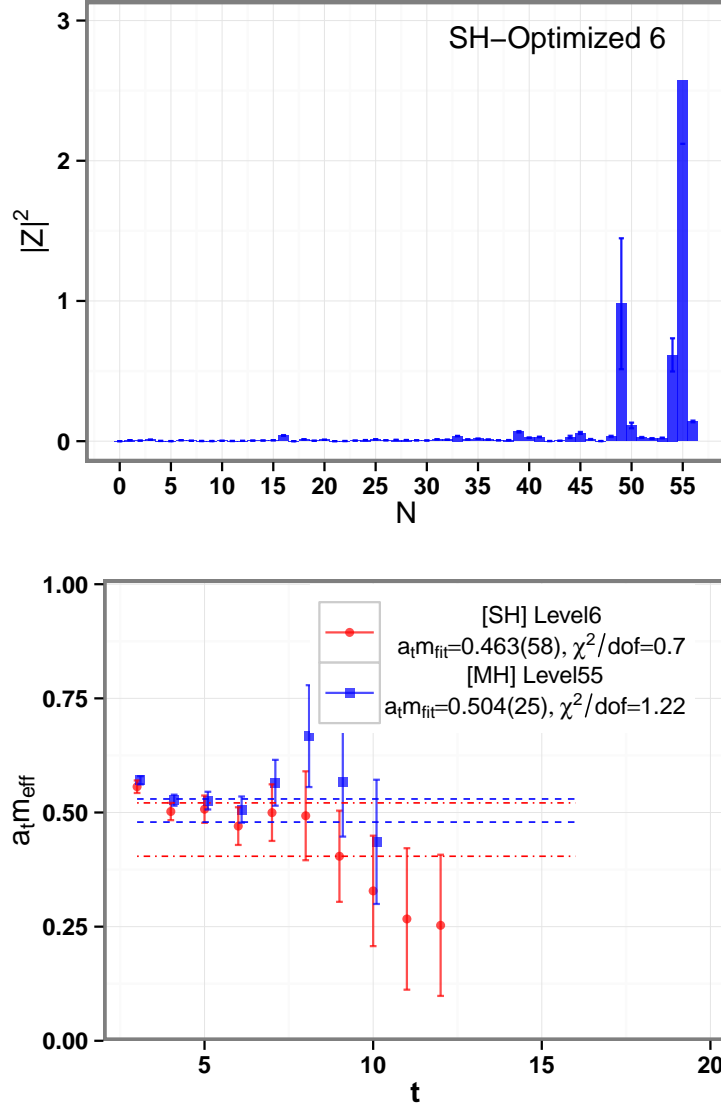 SH−Optimized 6
3
2
1
0
|Z|²
0 5 10 15 20 25 30 35 40 45 50 55
N
1.00
0.75
0.50
0.25
0.00
aₜmeff
[SH] Level6
aₜmfit=0.463(58), χ²/dof=0.7
[MH] Level55
aₜmfit=0.504(25), χ²/dof=1.22
5 10 15 20
t